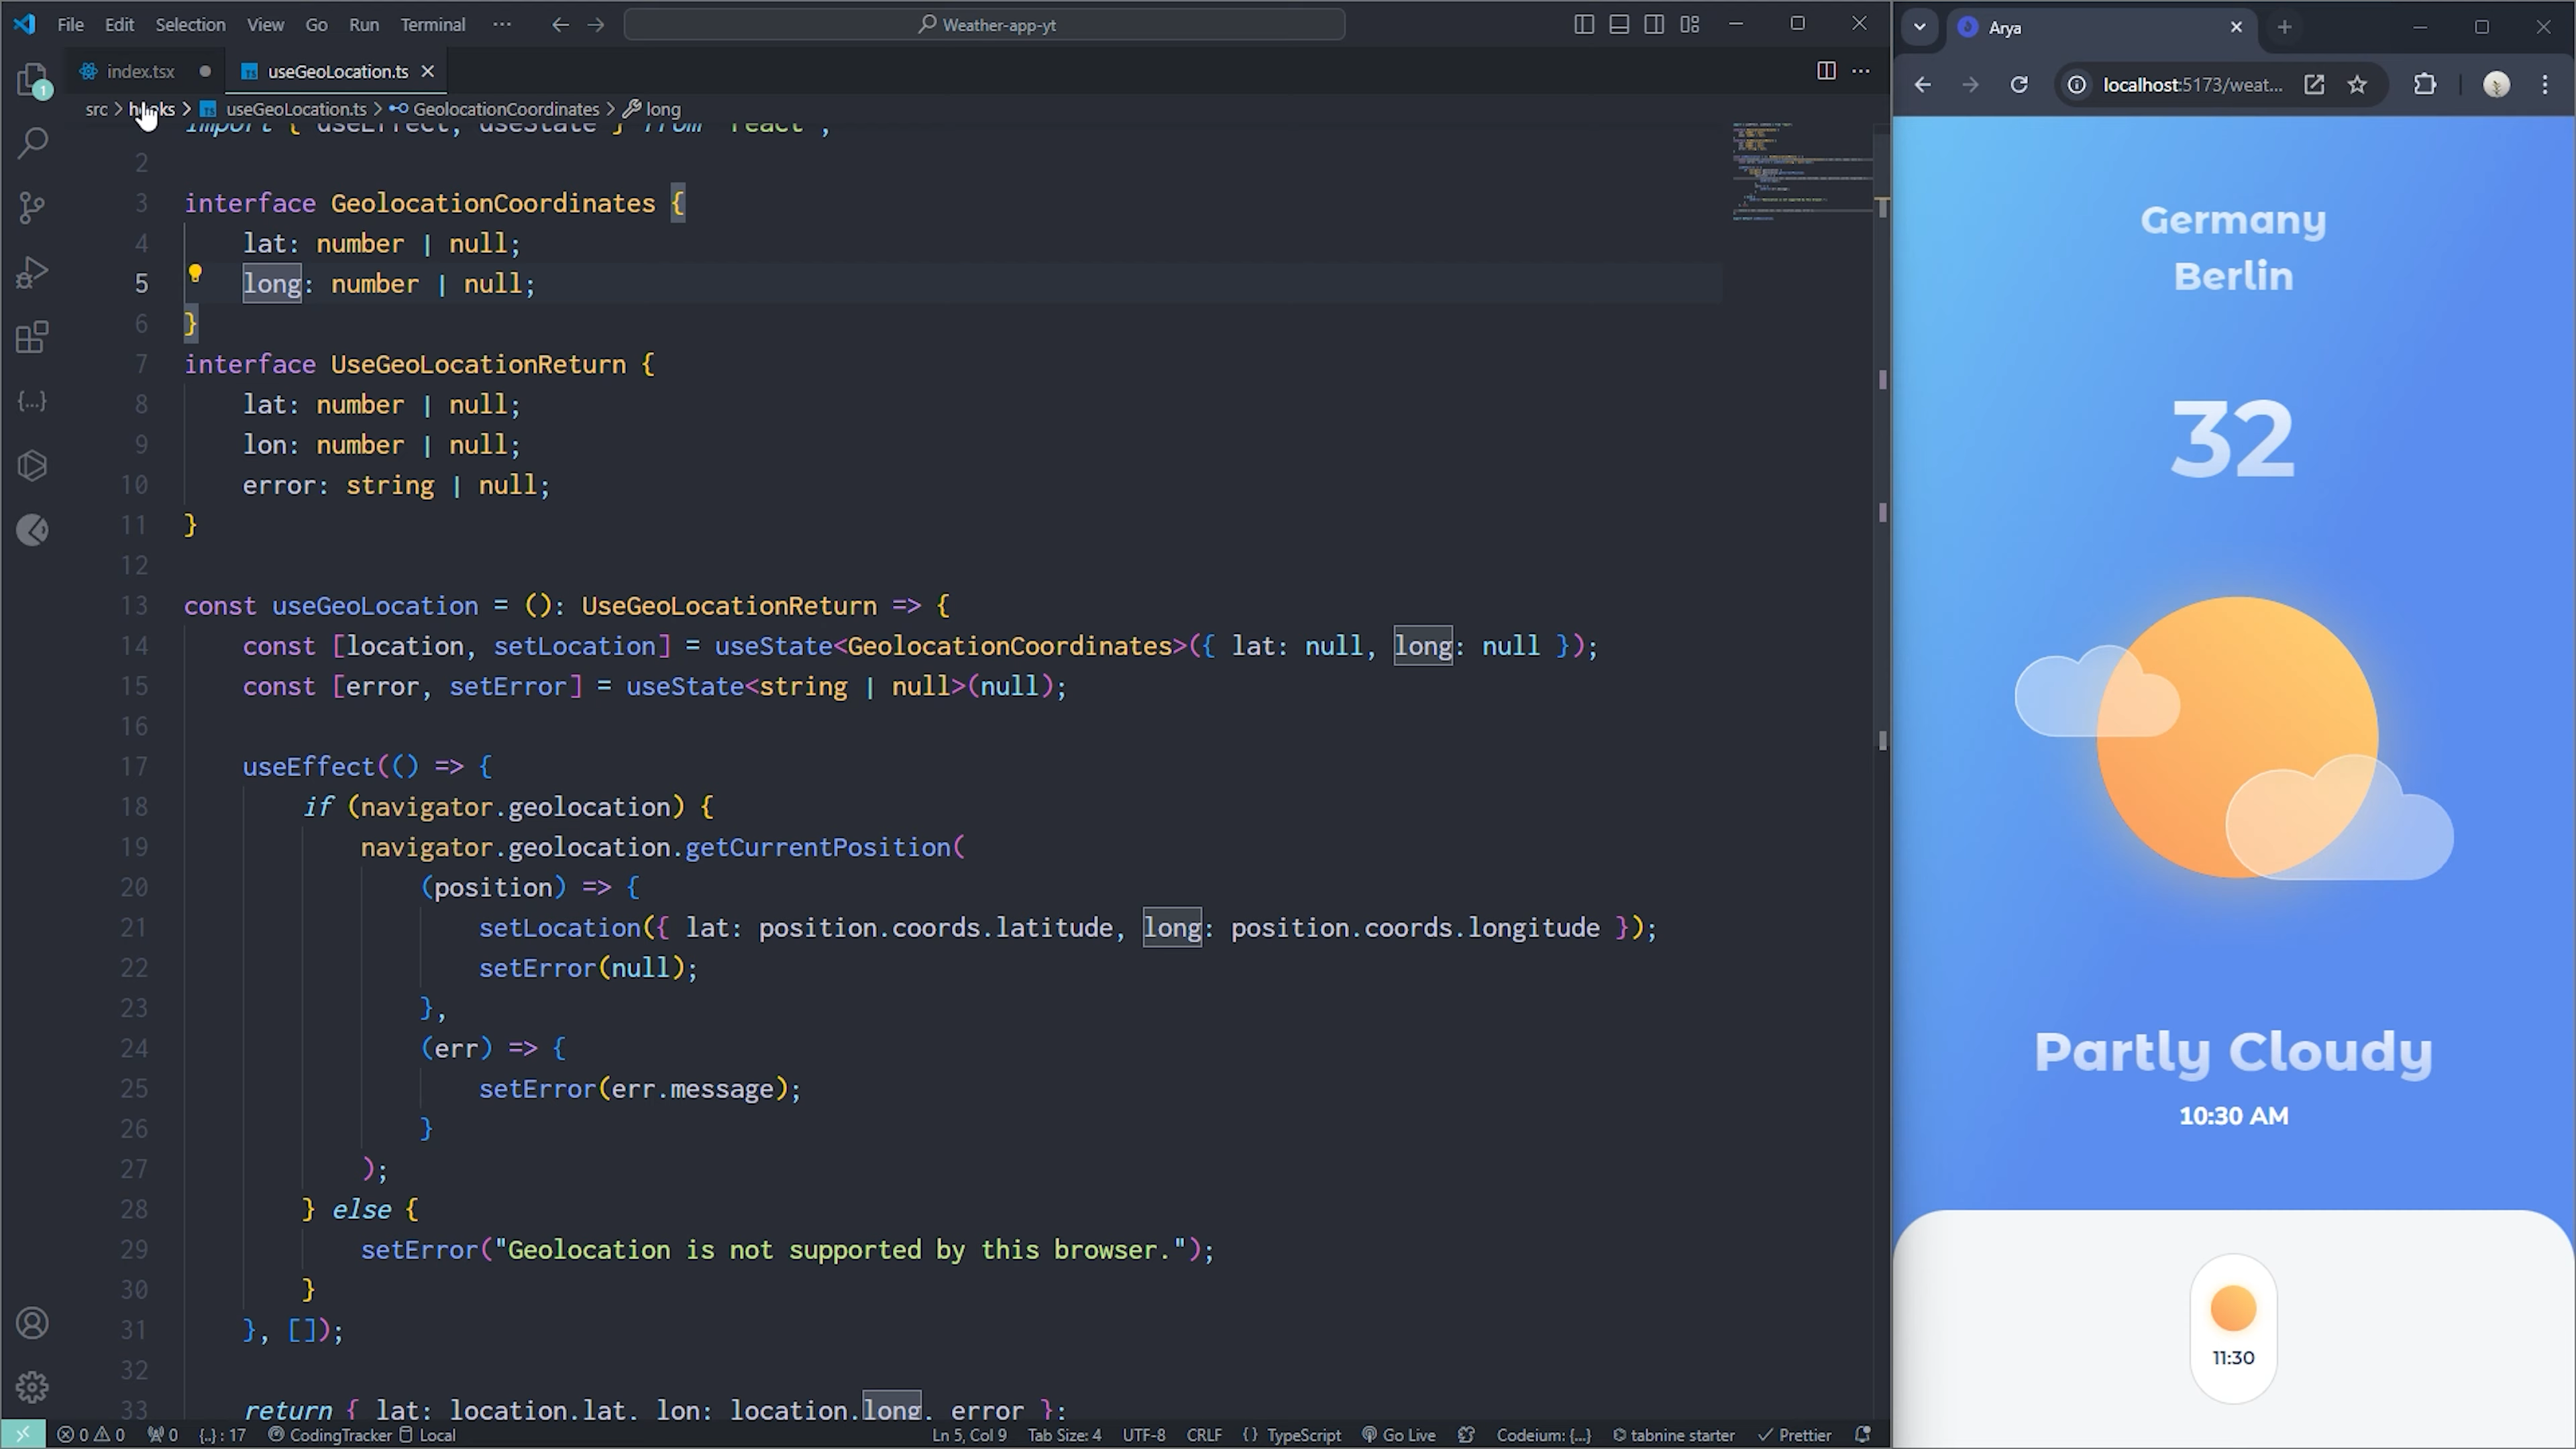 File Edit Selection View Go Run Terminal ··· Weather-app-yt
index.tsx TS useGeoLocation.ts
src > hooks > TS useGeoLocation.ts > GeolocationCoordinates > long
import { useEffect, useState } from "react";
2
3 interface GeolocationCoordinates {
4 lat: number | null;
5 long: number | null;
6 }
7 interface UseGeoLocationReturn {
8 lat: number | null;
9 lon: number | null;
10 error: string | null;
11 }
12
13 const useGeoLocation = (): UseGeoLocationReturn => {
14 const [location, setLocation] = useState<GeolocationCoordinates>({ lat: null, long: null });
15 const [error, setError] = useState<string | null>(null);
16
17 useEffect(() => {
18 if (navigator.geolocation) {
19 navigator.geolocation.getCurrentPosition(
20 (position) => {
21 setLocation({ lat: position.coords.latitude, long: position.coords.longitude });
22 setError(null);
23 },
24 (err) => {
25 setError(err.message);
26 }
27 );
28 } else {
29 setError("Geolocation is not supported by this browser.");
30 }
31 }, []);
32
33 return { lat: location.lat, lon: location.long, error };
1
{...}
0 0 0 {..} : 17 CodingTracker Local Ln 5, Col 9 Tab Size: 4 UTF-8 CRLF {} TypeScript Go Live Codeium: {...} tabnine starter Prettier
Arya
localhost:5173/weat...
Germany
Berlin
32
Partly Cloudy
10:30 AM
11:30